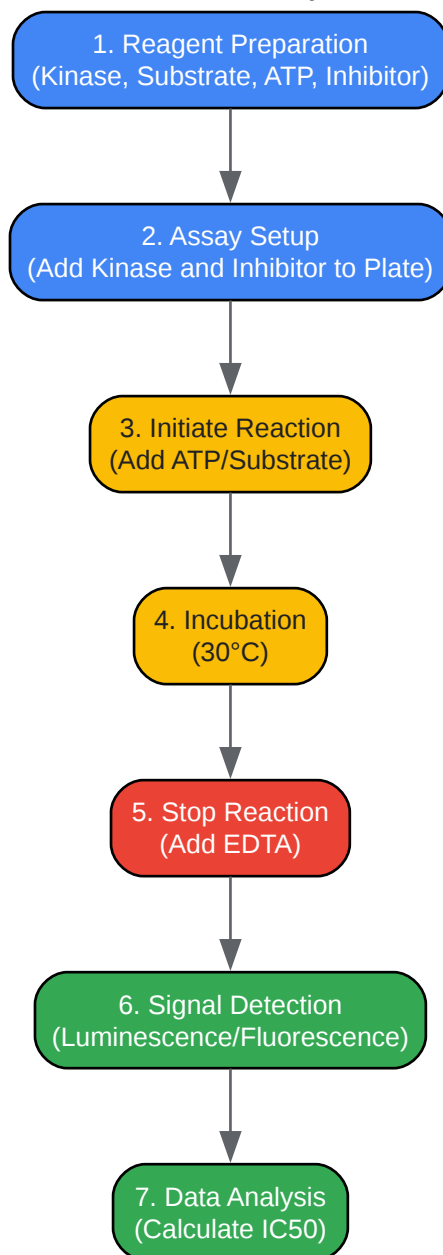 1. Reagent Preparation
(Kinase, Substrate, ATP, Inhibitor)
2. Assay Setup
(Add Kinase and Inhibitor to Plate)
3. Initiate Reaction
(Add ATP/Substrate)
4. Incubation
(30°C)
5. Stop Reaction
(Add EDTA)
6. Signal Detection
(Luminescence/Fluorescence)
7. Data Analysis
(Calculate IC50)